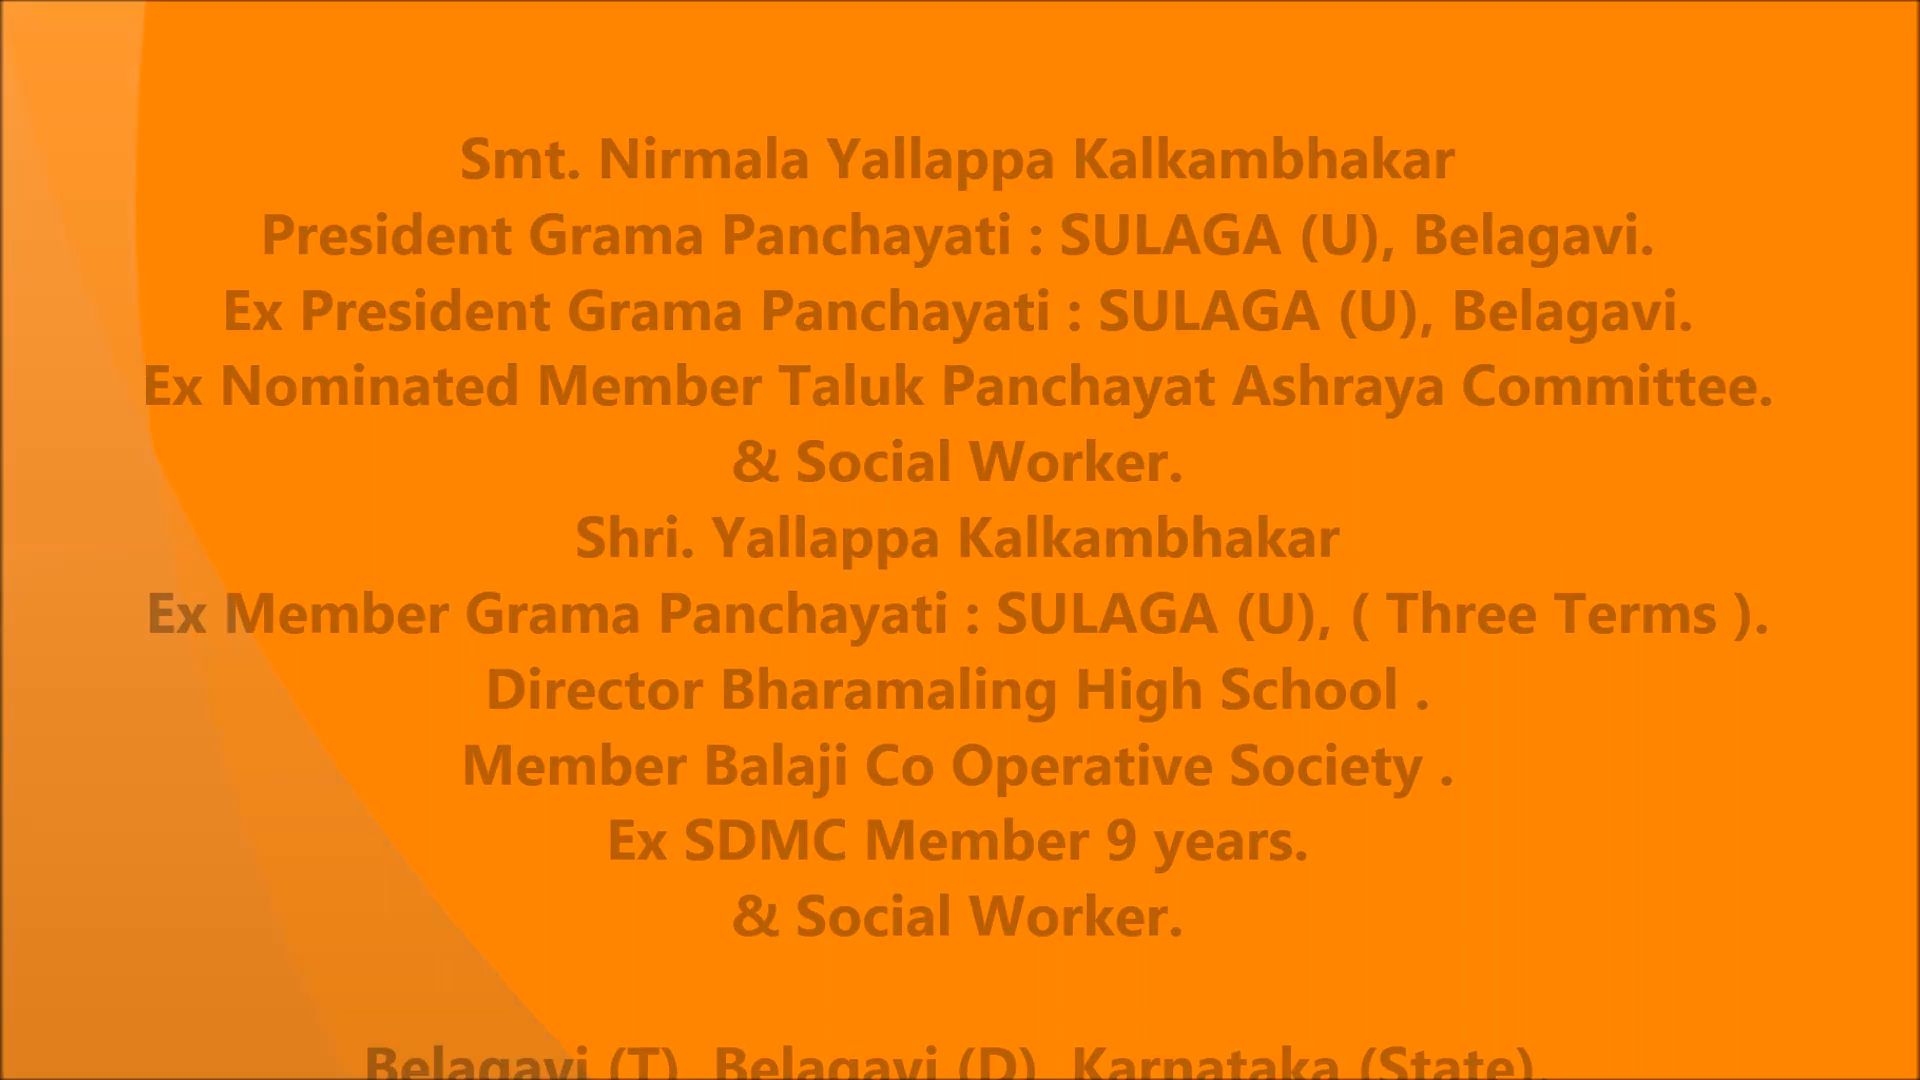 Smt. Nirmala Yallappa Kalkambhakar
President Grama Panchayati : SULAGA (U), Belagavi.
Ex President Grama Panchayati : SULAGA (U), Belagavi.
Ex Nominated Member Taluk Panchayat Ashraya Committee.
& Social Worker.
Shri. Yallappa Kalkambhakar
Ex Member Grama Panchayati : SULAGA (U), ( Three Terms ).
Director Bharamaling High School .
Member Balaji Co Operative Society .
Ex SDMC Member 9 years.
& Social Worker.
Belagavi (T), Belagavi (D), Karnataka (State).